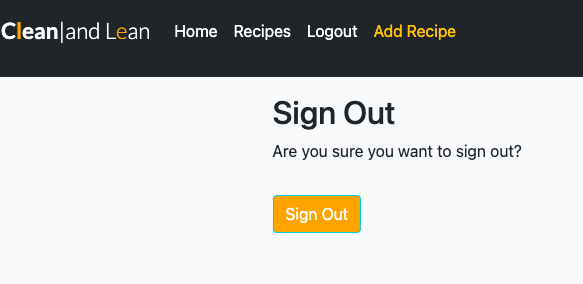 Clean|and Lean Home Recipes Logout Add Recipe
Sign Out
Are you sure you want to sign out?
Sign Out